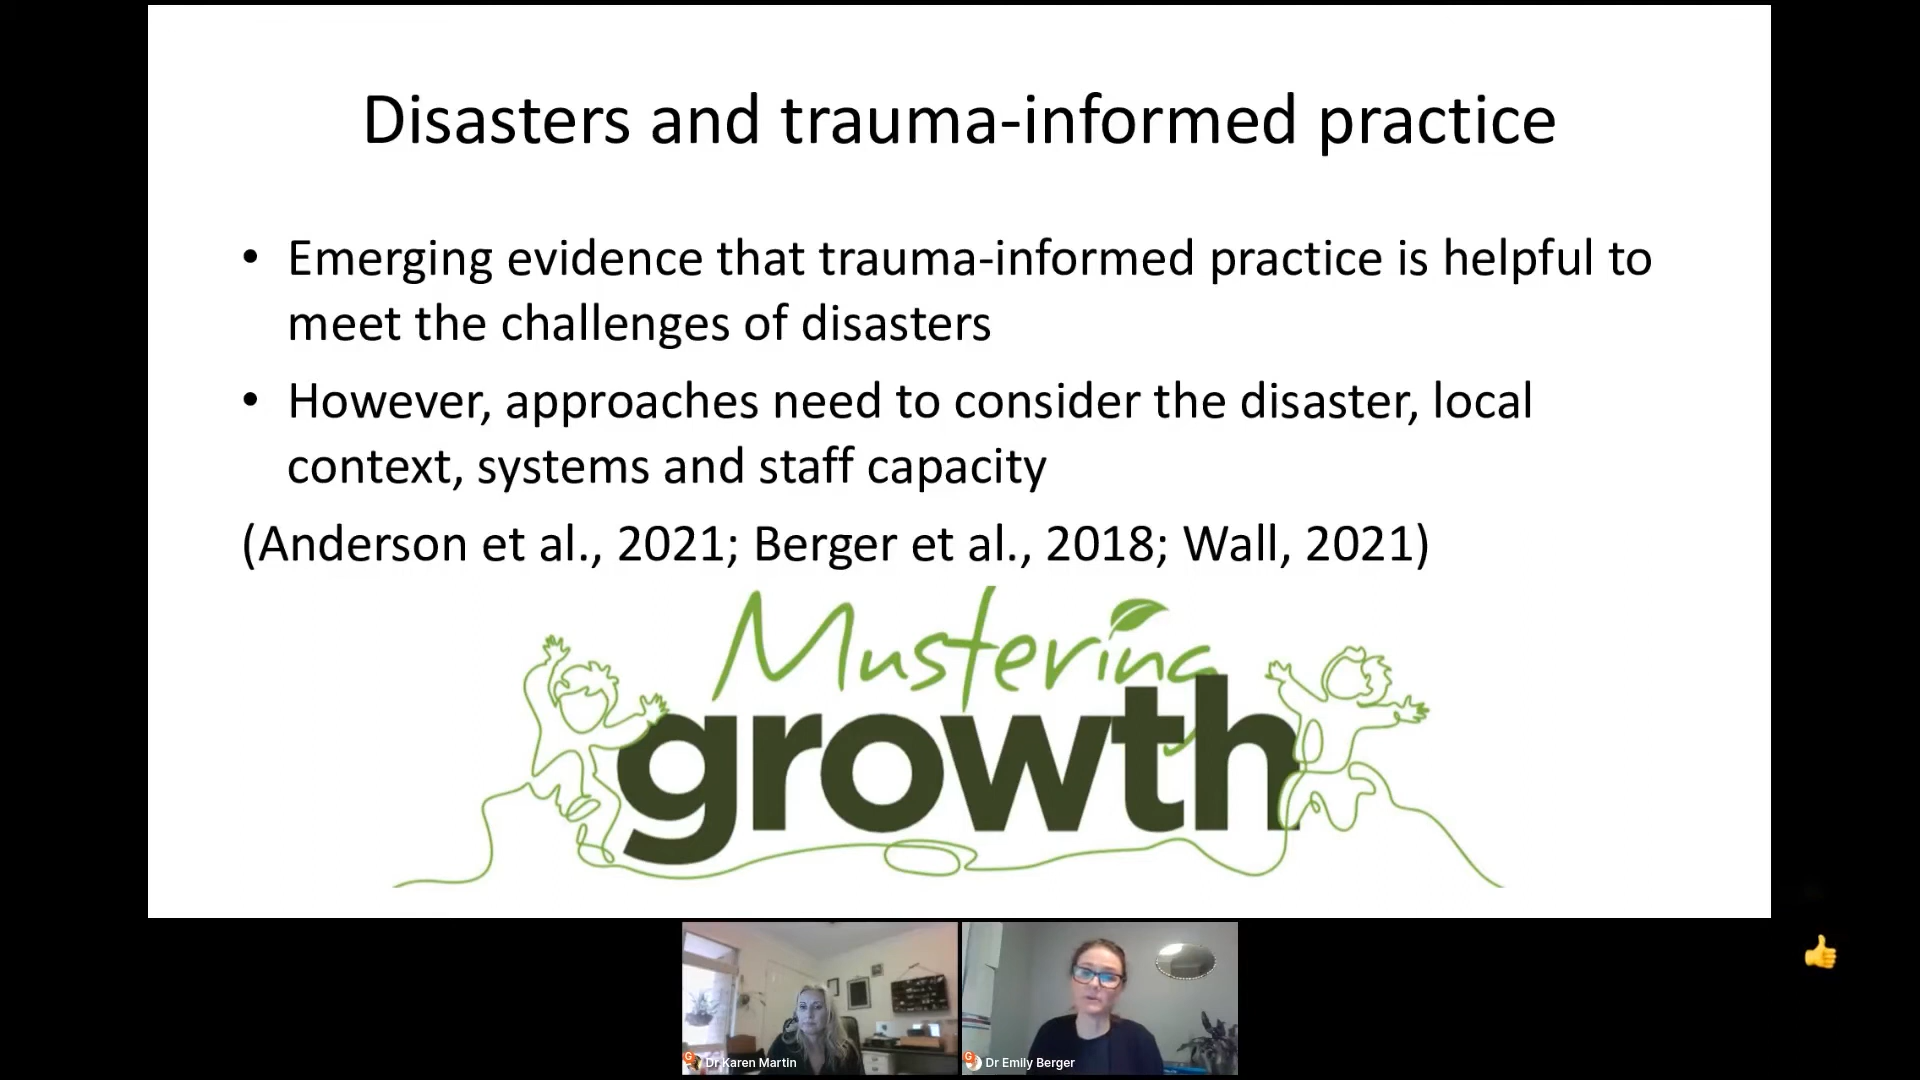 Disasters and trauma-informed practice
• Emerging evidence that trauma-informed practice is helpful to
meet the challenges of disasters
• However, approaches need to consider the disaster, local
context, systems and staff capacity
(Anderson et al., 2021; Berger et al., 2018; Wall, 2021)
Mustering
growth
Dr Karen Martin
Dr Emily Berger